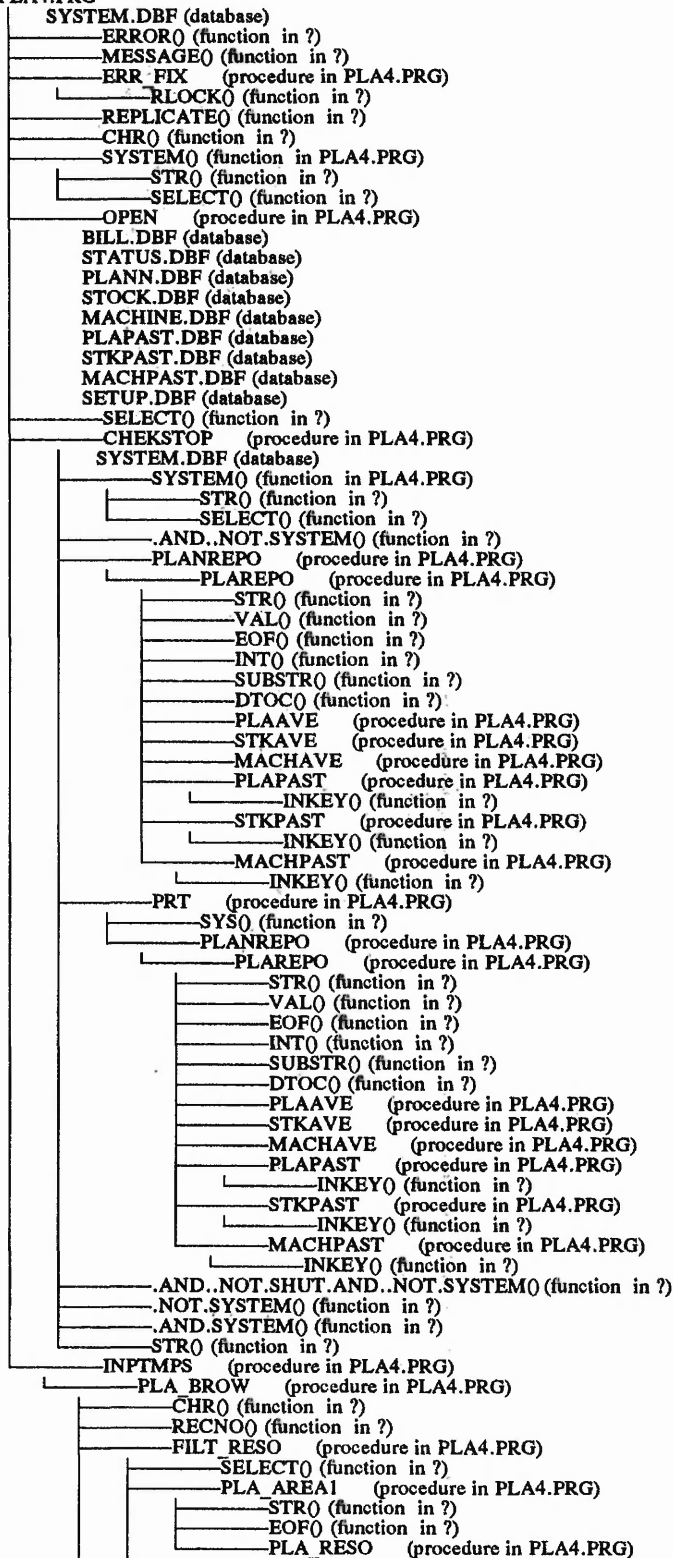 SYSTEM.DBF (database)
ERROR() (function in ?)
MESSAGE() (function in ?)
ERR_FIX (procedure in PLA4.PRG)
RLOCK() (function in ?)
REPLICATE() (function in ?)
CHR() (function in ?)
SYSTEM() (function in PLA4.PRG)
STR() (function in ?)
SELECT() (function in ?)
OPEN (procedure in PLA4.PRG)
BILL.DBF (database)
STATUS.DBF (database)
PLANN.DBF (database)
STOCK.DBF (database)
MACHINE.DBF (database)
PLAPAST.DBF (database)
STKPAST.DBF (database)
MACHPAST.DBF (database)
SETUP.DBF (database)
SELECT() (function in ?)
CHEKSTOP (procedure in PLA4.PRG)
SYSTEM.DBF (database)
SYSTEM() (function in PLA4.PRG)
STR() (function in ?)
SELECT() (function in ?)
.AND..NOT.SYSTEM() (function in ?)
PLANREPO (procedure in PLA4.PRG)
PLAREPO (procedure in PLA4.PRG)
STR() (function in ?)
VAL() (function in ?)
EOF() (function in ?)
INT() (function in ?)
SUBSTR() (function in ?)
DTOC() (function in ?)
PLAAVE (procedure in PLA4.PRG)
STKAVE (procedure in PLA4.PRG)
MACHAVE (procedure in PLA4.PRG)
PLAPAST (procedure in PLA4.PRG)
INKEY() (function in ?)
STKPAST (procedure in PLA4.PRG)
INKEY() (function in ?)
MACHPAST (procedure in PLA4.PRG)
INKEY() (function in ?)
PRT (procedure in PLA4.PRG)
SYS() (function in ?)
PLANREPO (procedure in PLA4.PRG)
PLAREPO (procedure in PLA4.PRG)
STR() (function in ?)
VAL() (function in ?)
EOF() (function in ?)
INT() (function in ?)
SUBSTR() (function in ?)
DTOC() (function in ?)
PLAAVE (procedure in PLA4.PRG)
STKAVE (procedure in PLA4.PRG)
MACHAVE (procedure in PLA4.PRG)
PLAPAST (procedure in PLA4.PRG)
INKEY() (function in ?)
STKPAST (procedure in PLA4.PRG)
INKEY() (function in ?)
MACHPAST (procedure in PLA4.PRG)
INKEY() (function in ?)
.AND..NOT.SHUT.AND..NOT.SYSTEM() (function in ?)
.NOT.SYSTEM() (function in ?)
.AND.SYSTEM() (function in ?)
STR() (function in ?)
INPTMPS (procedure in PLA4.PRG)
PLA_BROW (procedure in PLA4.PRG)
CHR() (function in ?)
RECNO() (function in ?)
FILT_RESO (procedure in PLA4.PRG)
SELECT() (function in ?)
PLA_AREA1 (procedure in PLA4.PRG)
STR() (function in ?)
EOF() (function in ?)
PLA_RESO (procedure in PLA4.PRG)